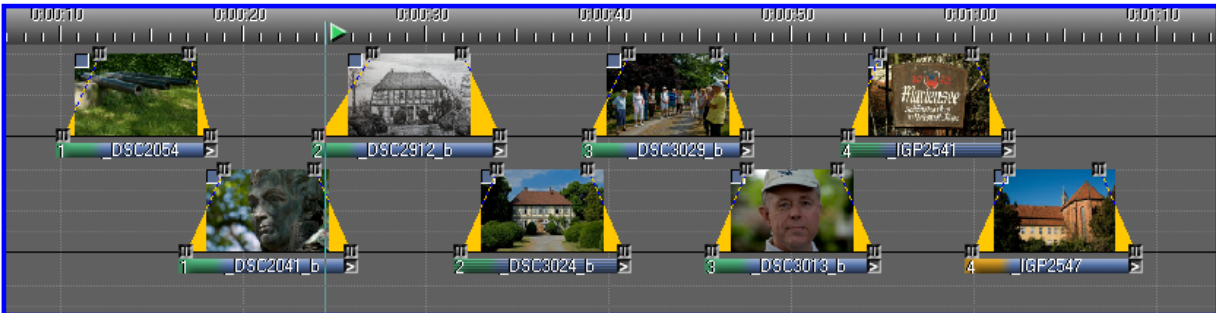 0:00:10 0:00:20 0:00:30 0:00:40 0:00:50 0:01:00 0:01:10
Mariensee
1 _DSC2054 > 2 _DSC2912_b > 3 _DSC3029_b > 4 _IGP2541 >
1 _DSC2041_b > 2 _DSC3024_b > 3 _DSC3013_b > 4 _IGP2547 >